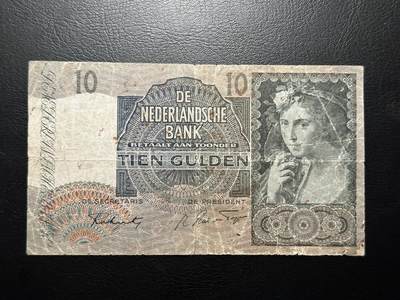 10
10
DE
NEDERLANDSCHE
BANK
BETAALT AAN TOONDER
TIEN GULDEN
DE SECRETARIS
DE PRESIDENT